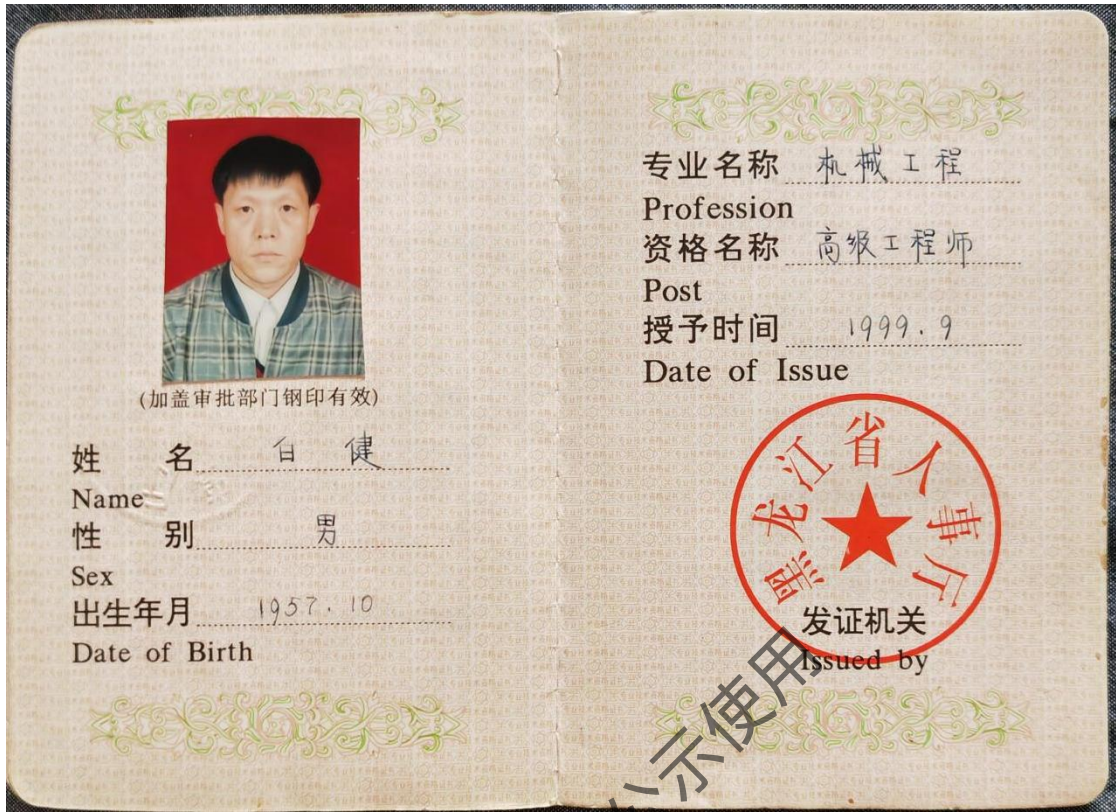 (加盖审批部门钢印有效)
姓 名 白 健
Name
性 别 男
Sex
出生年月 1957.10
Date of Birth
专业名称 机械工程
Profession
资格名称 高级工程师
Post
授予时间 1999.9
Date of Issue
黑龙江省人事厅
发证机关
Issued by
公示使用